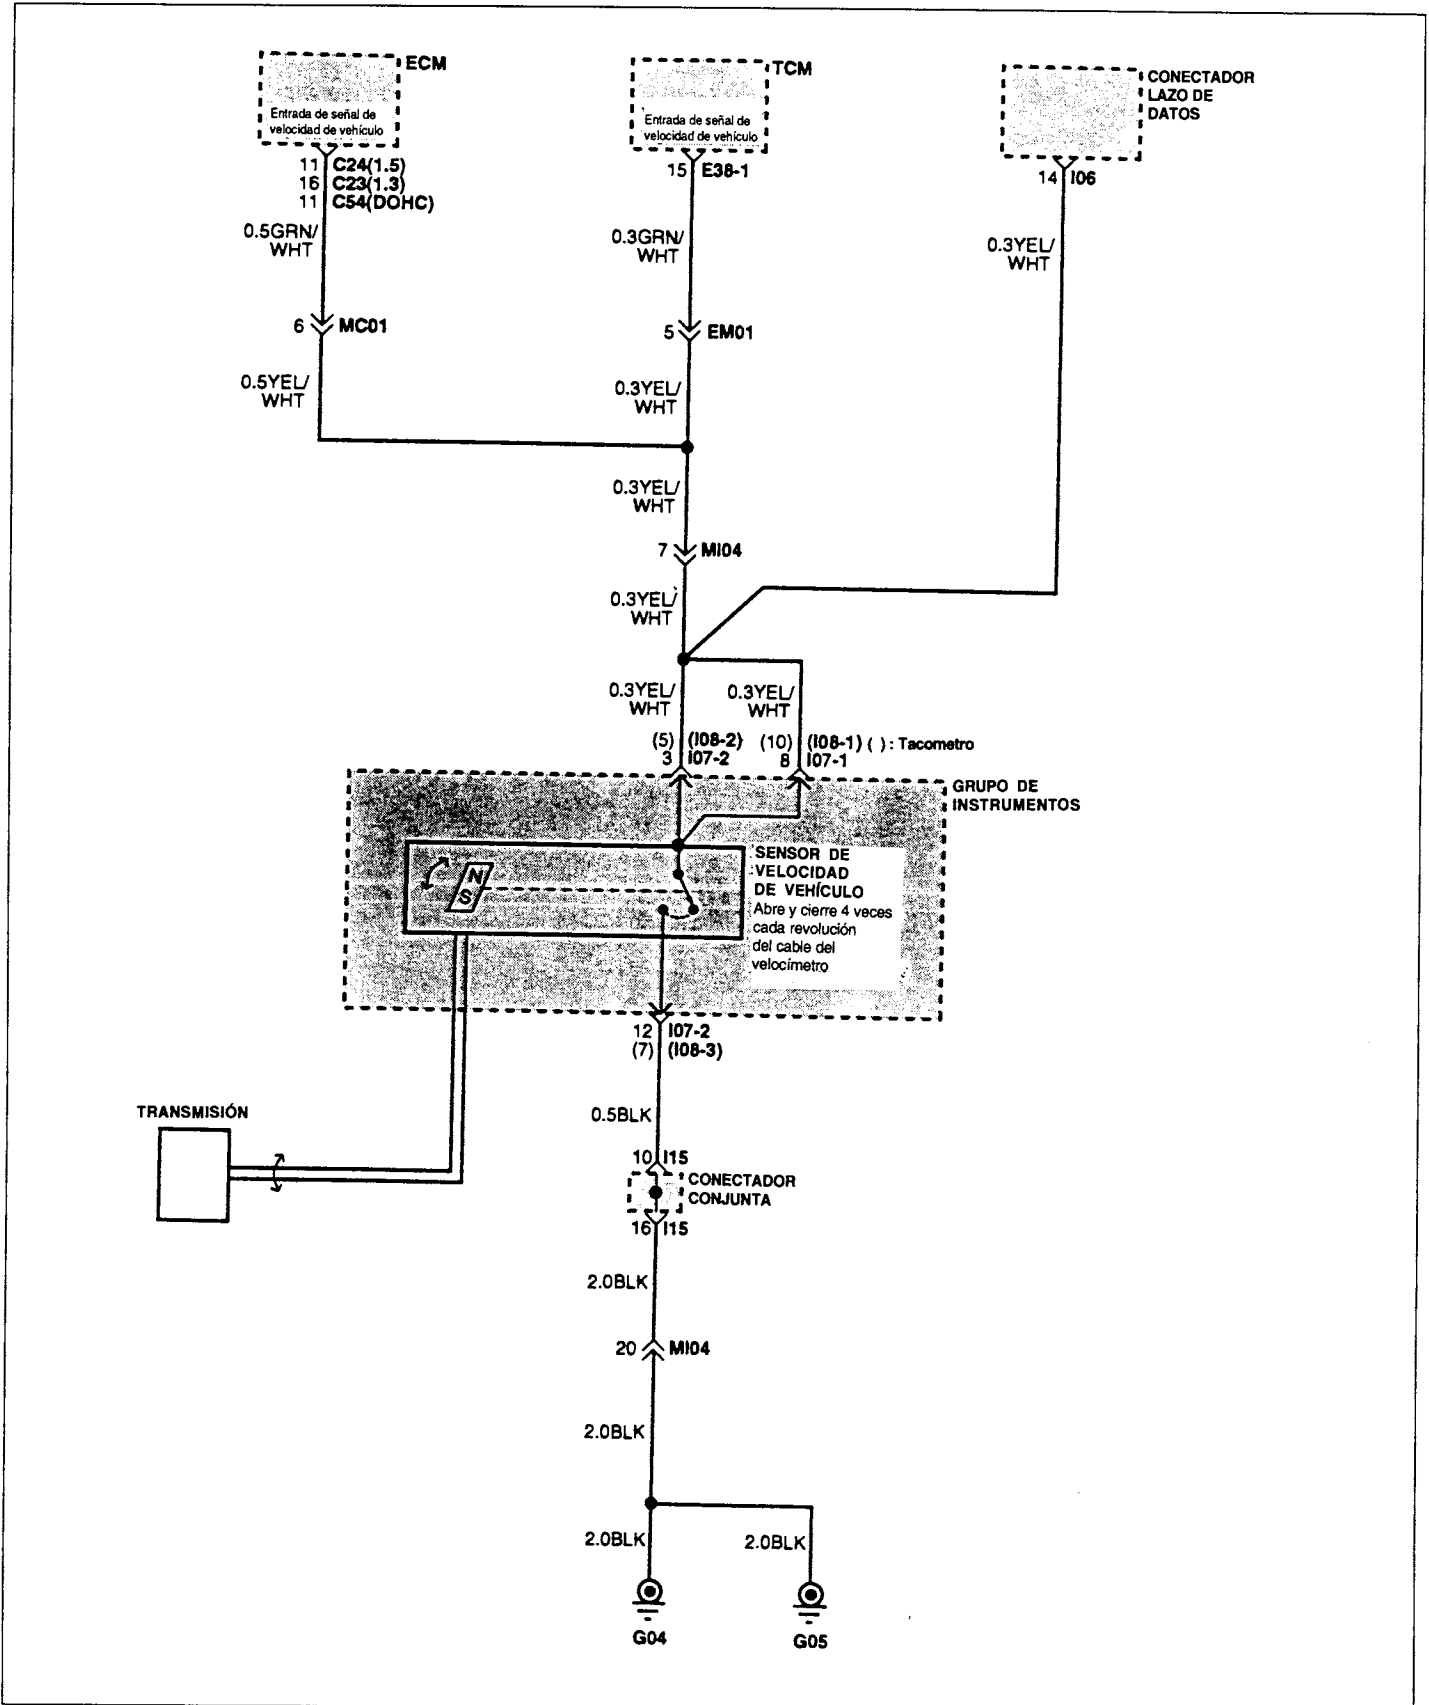 ECM
Entrada de señal de
velocidad de vehículo
11 C24(1.5)
16 C23(1.3)
11 C54(DOHC)
0.5GRN/
WHT
6 MC01
0.5YEL/
WHT
TCM
Entrada de señal de
velocidad de vehículo
15 E38-1
0.3GRN/
WHT
5 EM01
0.3YEL/
WHT
CONECTADOR
LAZO DE
DATOS
14 I06
0.3YEL/
WHT
0.3YEL/
WHT
7 MI04
0.3YEL/
WHT
0.3YEL/
WHT
0.3YEL/
WHT
(5) (I08-2) (10) (I08-1) ( ) : Tacometro
3 I07-2 8 I07-1
GRUPO DE
INSTRUMENTOS
N
S
SENSOR DE
VELOCIDAD
DE VEHÍCULO
Abre y cierre 4 veces
cada revolución
del cable del
velocímetro
12 I07-2
(7) (I08-3)
TRANSMISIÓN
0.5BLK
10 I15
CONECTADOR
CONJUNTA
16 I15
2.0BLK
20 MI04
2.0BLK
2.0BLK
2.0BLK
G04
G05